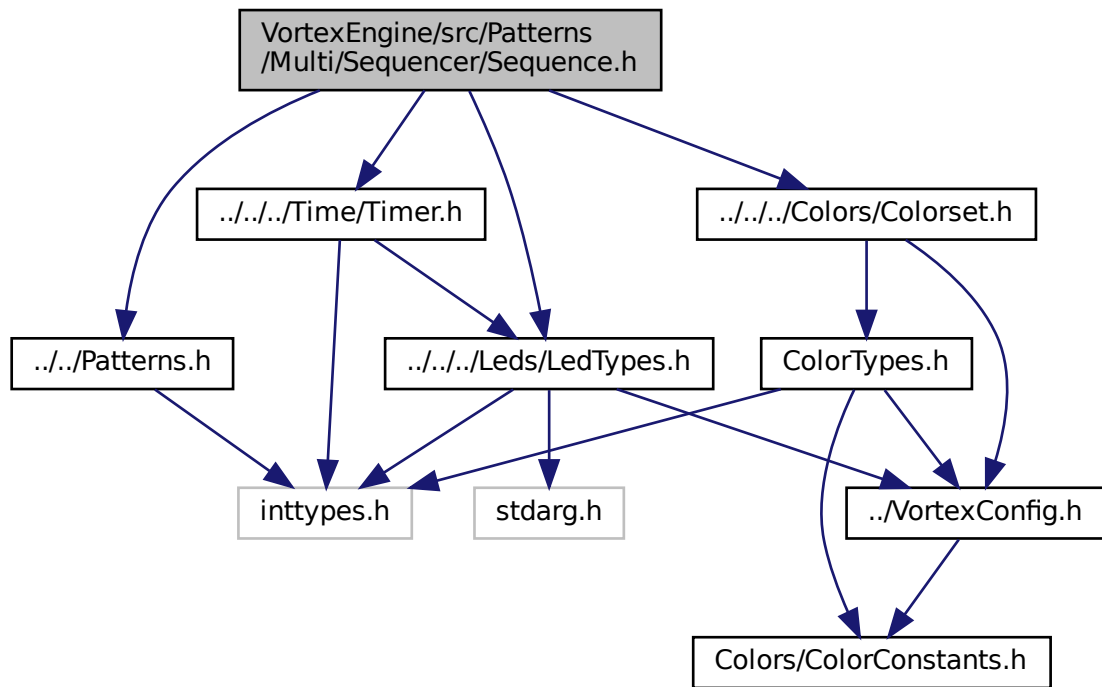 VortexEngine/src/Patterns
/Multi/Sequencer/Sequence.h
../../../Time/Timer.h
../../../Colors/Colorset.h
../../Patterns.h
../../../Leds/LedTypes.h
ColorTypes.h
inttypes.h
stdarg.h
../VortexConfig.h
Colors/ColorConstants.h